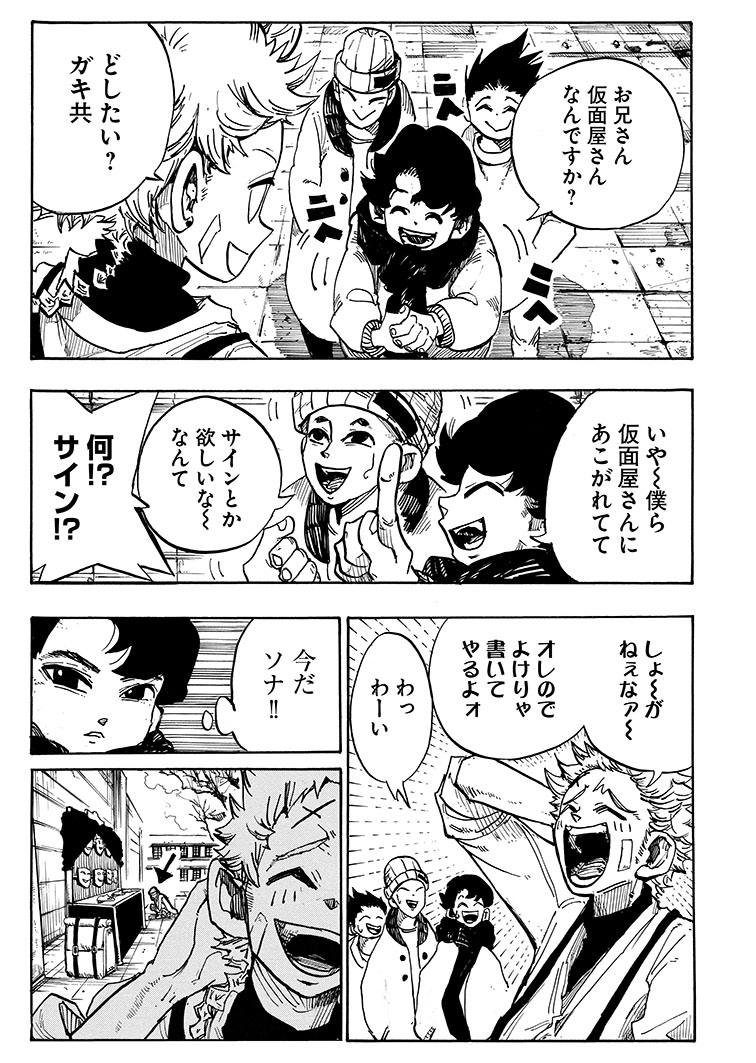 お兄さん
仮面屋さん
なんですか?
どしたい?
ガキ共
ニヘ
ニヘ
ニヘ
ニヘ
いや〜僕ら
仮面屋さんに
あこがれてて
サインとか
欲しいな〜
なんて
何!?
サイン!?
しょ〜が
ねぇなァ〜
オレので
よけりゃ
書いて
やるよォ
わっ
わーい
今だ
ソナ!!